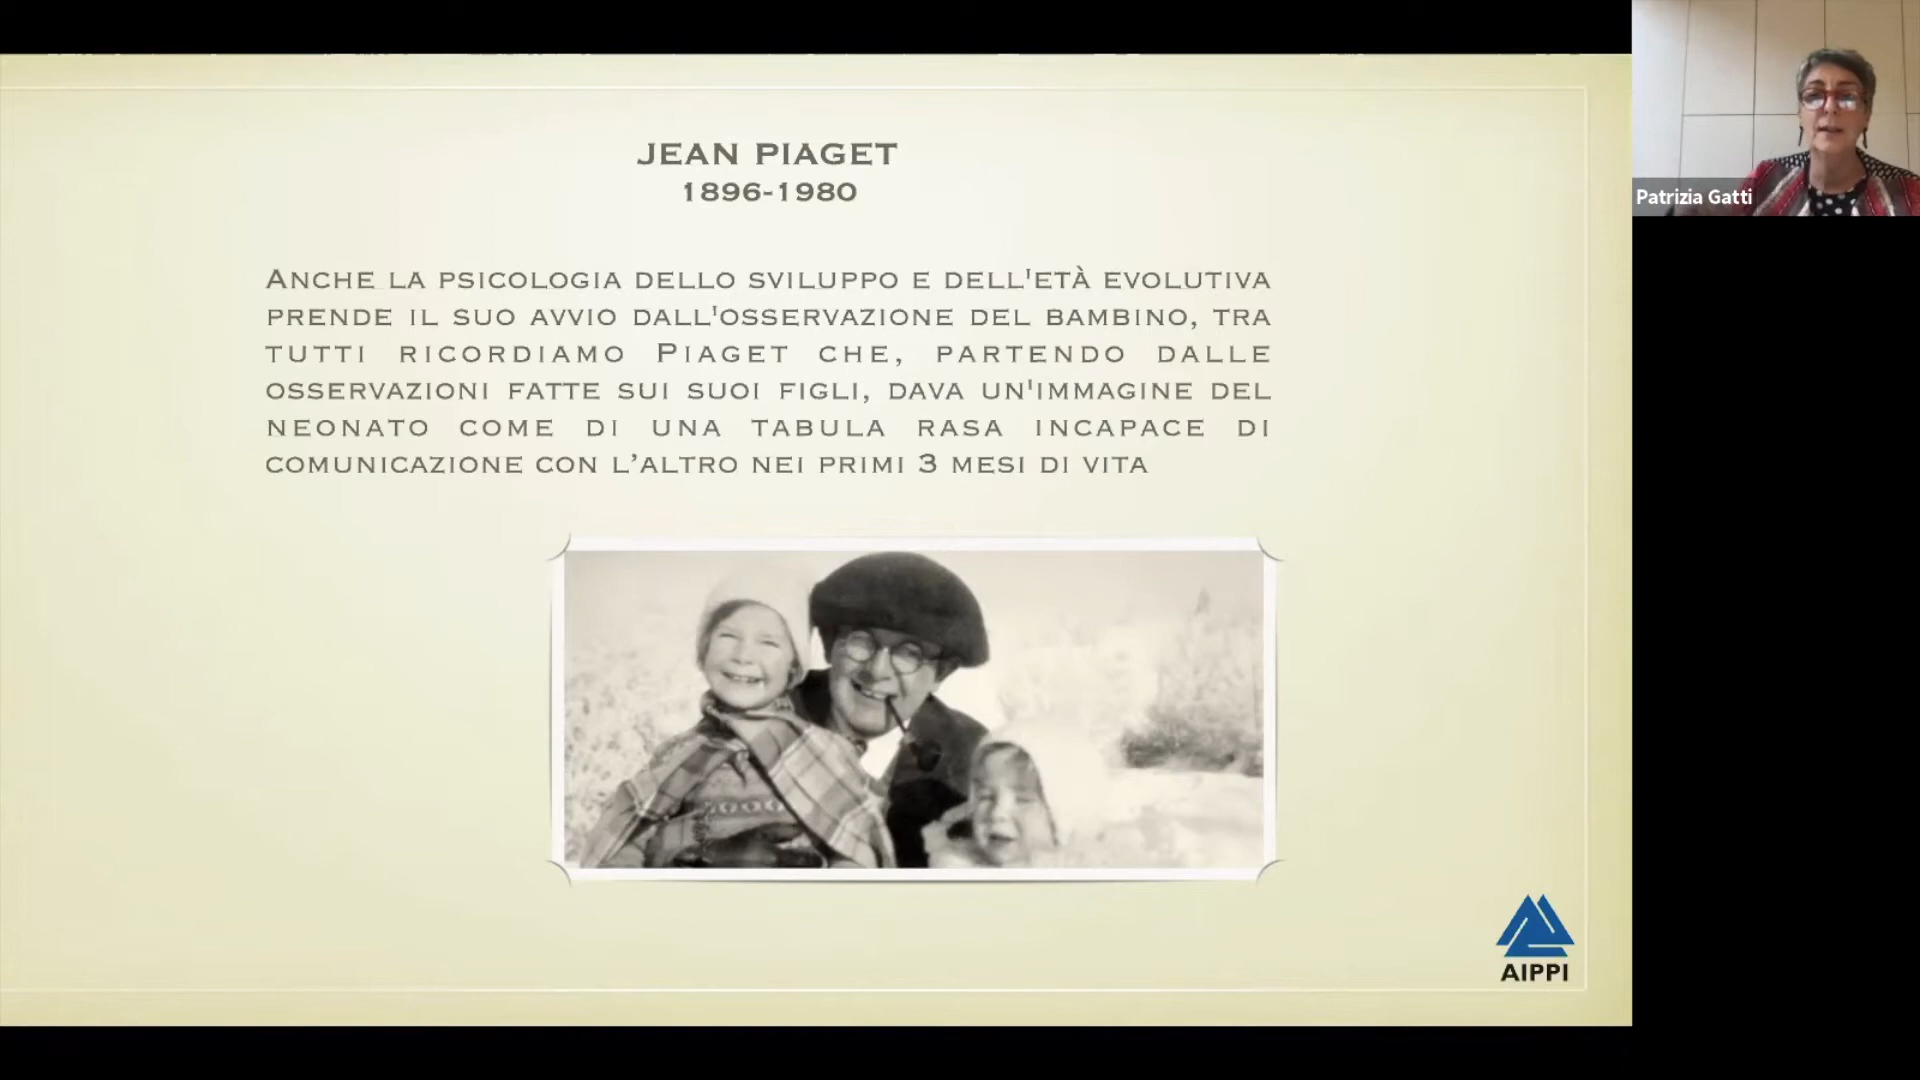 JEAN PIAGET
1896-1980
ANCHE LA PSICOLOGIA DELLO SVILUPPO E DELL'ETÀ EVOLUTIVA
PRENDE IL SUO AVVIO DALL'OSSERVAZIONE DEL BAMBINO, TRA
TUTTI RICORDIAMO PIAGET CHE, PARTENDO DALLE
OSSERVAZIONI FATTE SUI SUOI FIGLI, DAVA UN'IMMAGINE DEL
NEONATO COME DI UNA TABULA RASA INCAPACE DI
COMUNICAZIONE CON L’ALTRO NEI PRIMI 3 MESI DI VITA
AIPPI
Patrizia Gatti